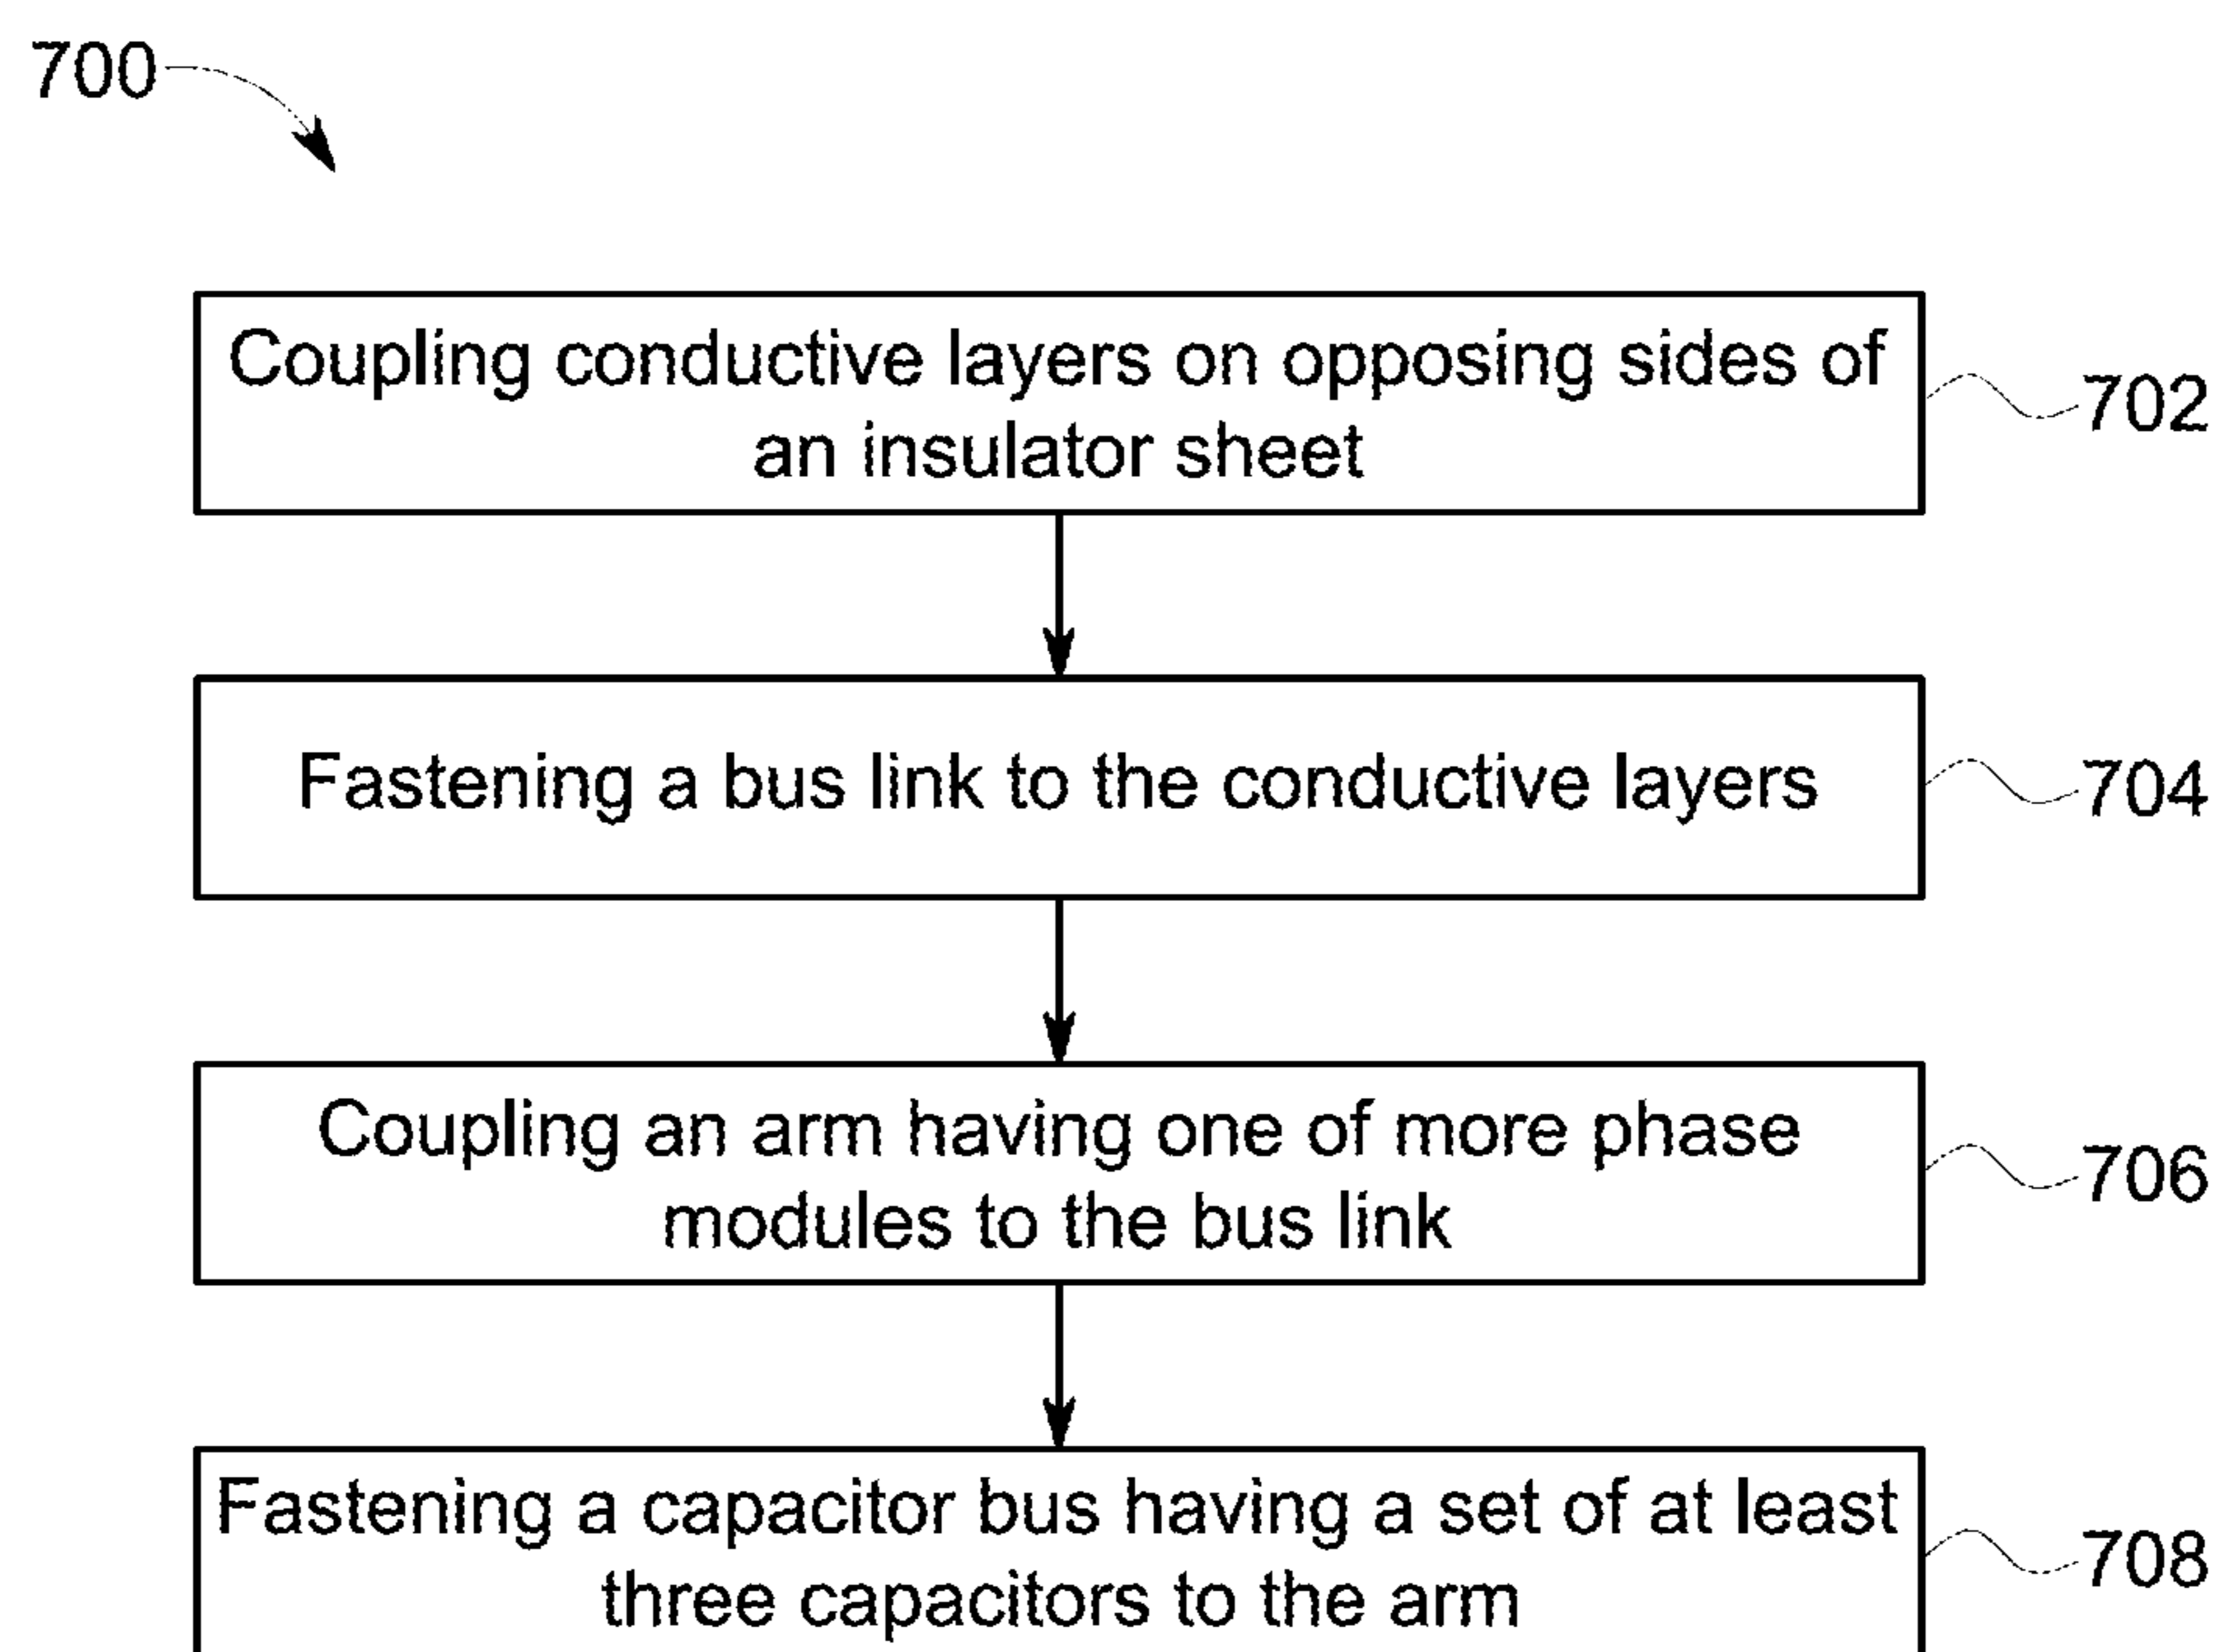 700
Coupling conductive layers on opposing sides of
an insulator sheet
702
Fastening a bus link to the conductive layers
704
Coupling an arm having one of more phase
modules to the bus link
706
Fastening a capacitor bus having a set of at least
three capacitors to the arm
708